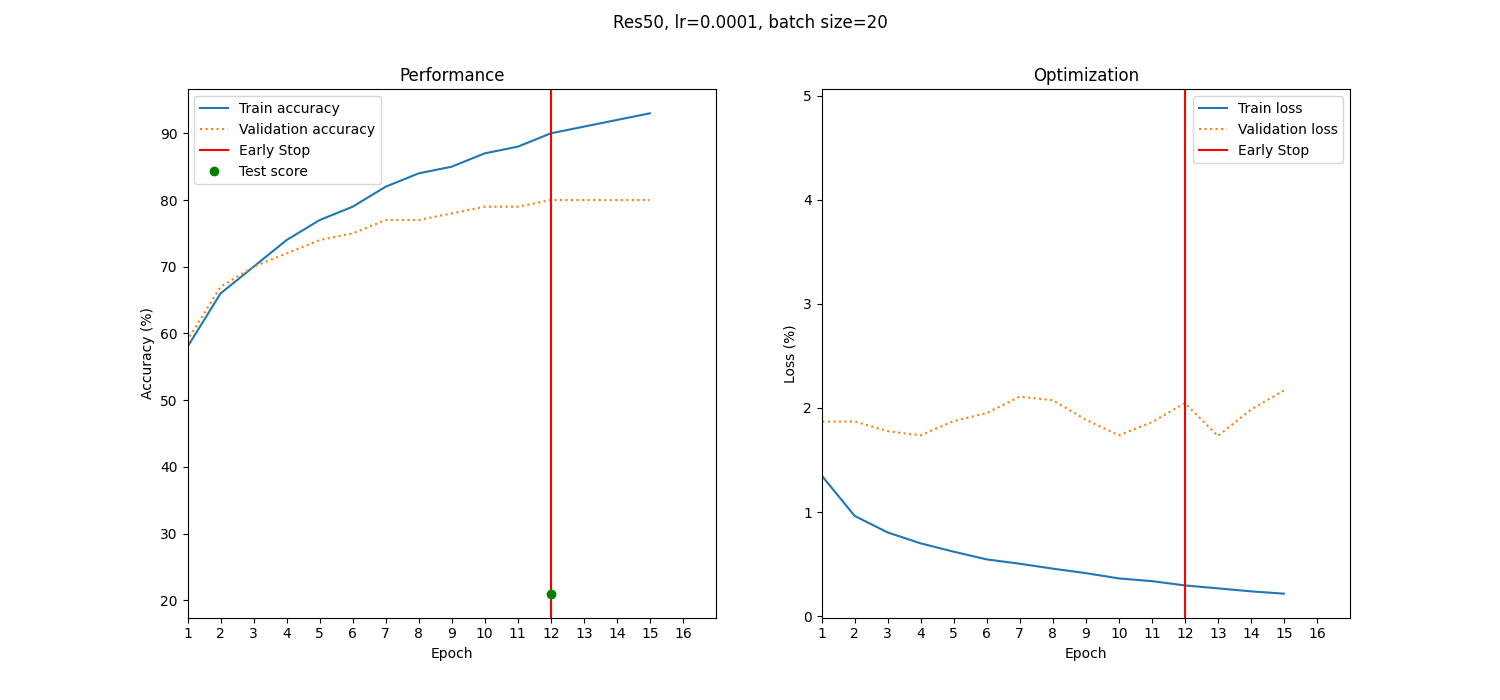 Res50, lr=0.0001, batch size=20
Performance
Train accuracy
Validation accuracy
Early Stop
Test score
90
80
70
60
50
40
30
20
Accuracy (%)
1 2 3 4 5 6 7 8 9 10 11 12 13 14 15 16
Epoch
Optimization
Train loss
Validation loss
Early Stop
5
4
3
2
1
0
Loss (%)
1 2 3 4 5 6 7 8 9 10 11 12 13 14 15 16
Epoch